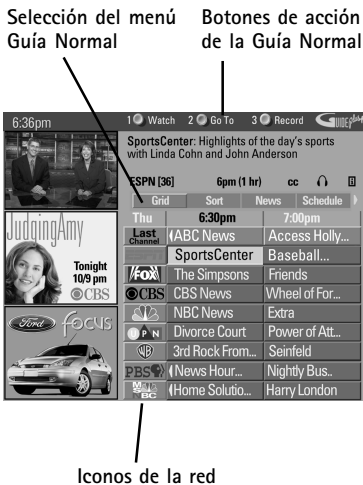 Selección del menú Guía Normal
Botones de acción de la Guía Normal
6:36pm
1 Watch 2 Go To 3 Record GUIDE Plus+
SportsCenter: Highlights of the day's sports
with Linda Cohn and John Anderson
ESPN [36] 6pm (1 hr) cc
Grid Sort News Schedule
Thu 6:30pm 7:00pm
Last Channel ABC News Access Holly...
ESPN SportsCenter Baseball...
FOX The Simpsons Friends
CBS CBS News Wheel of For...
NBC News Extra
UPN Divorce Court Power of Att...
WB 3rd Rock From... Seinfeld
PBS News Hour... Nightly Bus..
MSNBC Home Solutio... Harry London
JudgingAmy
Tonight
10/9 pm
CBS
Ford focus
Iconos de la red